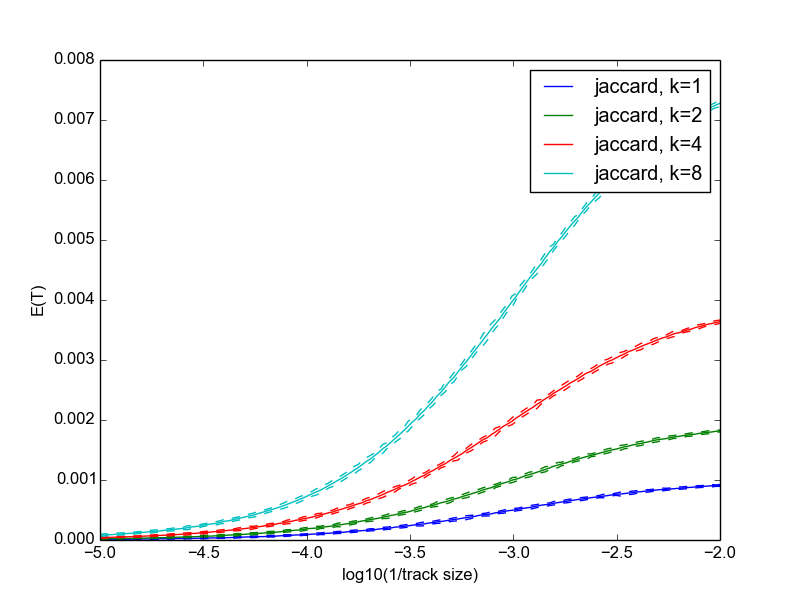 0.008
0.007
0.006
0.005
0.004
0.003
0.002
0.001
0.000
E(T)
jaccard, k=1
jaccard, k=2
jaccard, k=4
jaccard, k=8
−5.0 −4.5 −4.0 −3.5 −3.0 −2.5 −2.0
log10(1/track size)